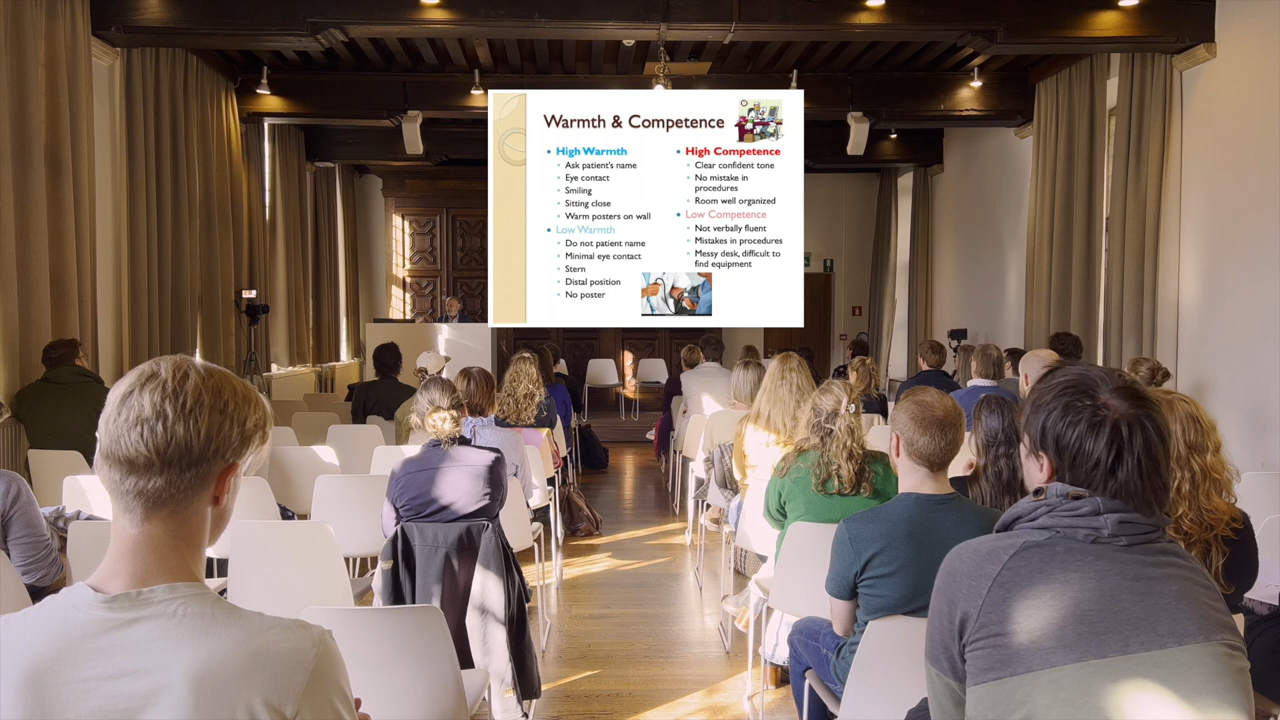 Warmth & Competence
High Warmth
Ask patient's name
Eye contact
Smiling
Sitting close
Warm posters on wall
Low Warmth
Do not patient name
Minimal eye contact
Stern
Distal position
No poster
High Competence
Clear confident tone
No mistake in
procedures
Room well organized
Low Competence
Not verbally fluent
Mistakes in procedures
Messy desk, difficult to
find equipment